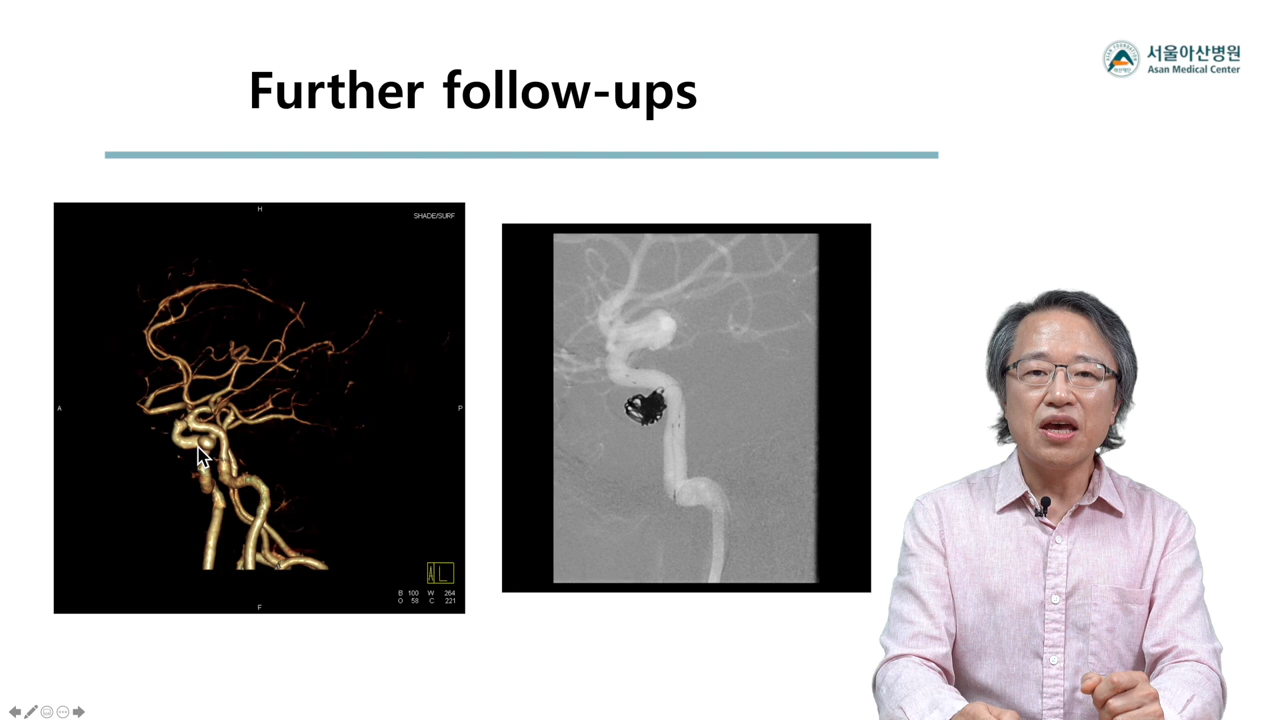 Further follow-ups
서울아산병원
Asan Medical Center
H
SHADE/SURF
A
P
A L
B 100 W 264
O 58 C 221
F